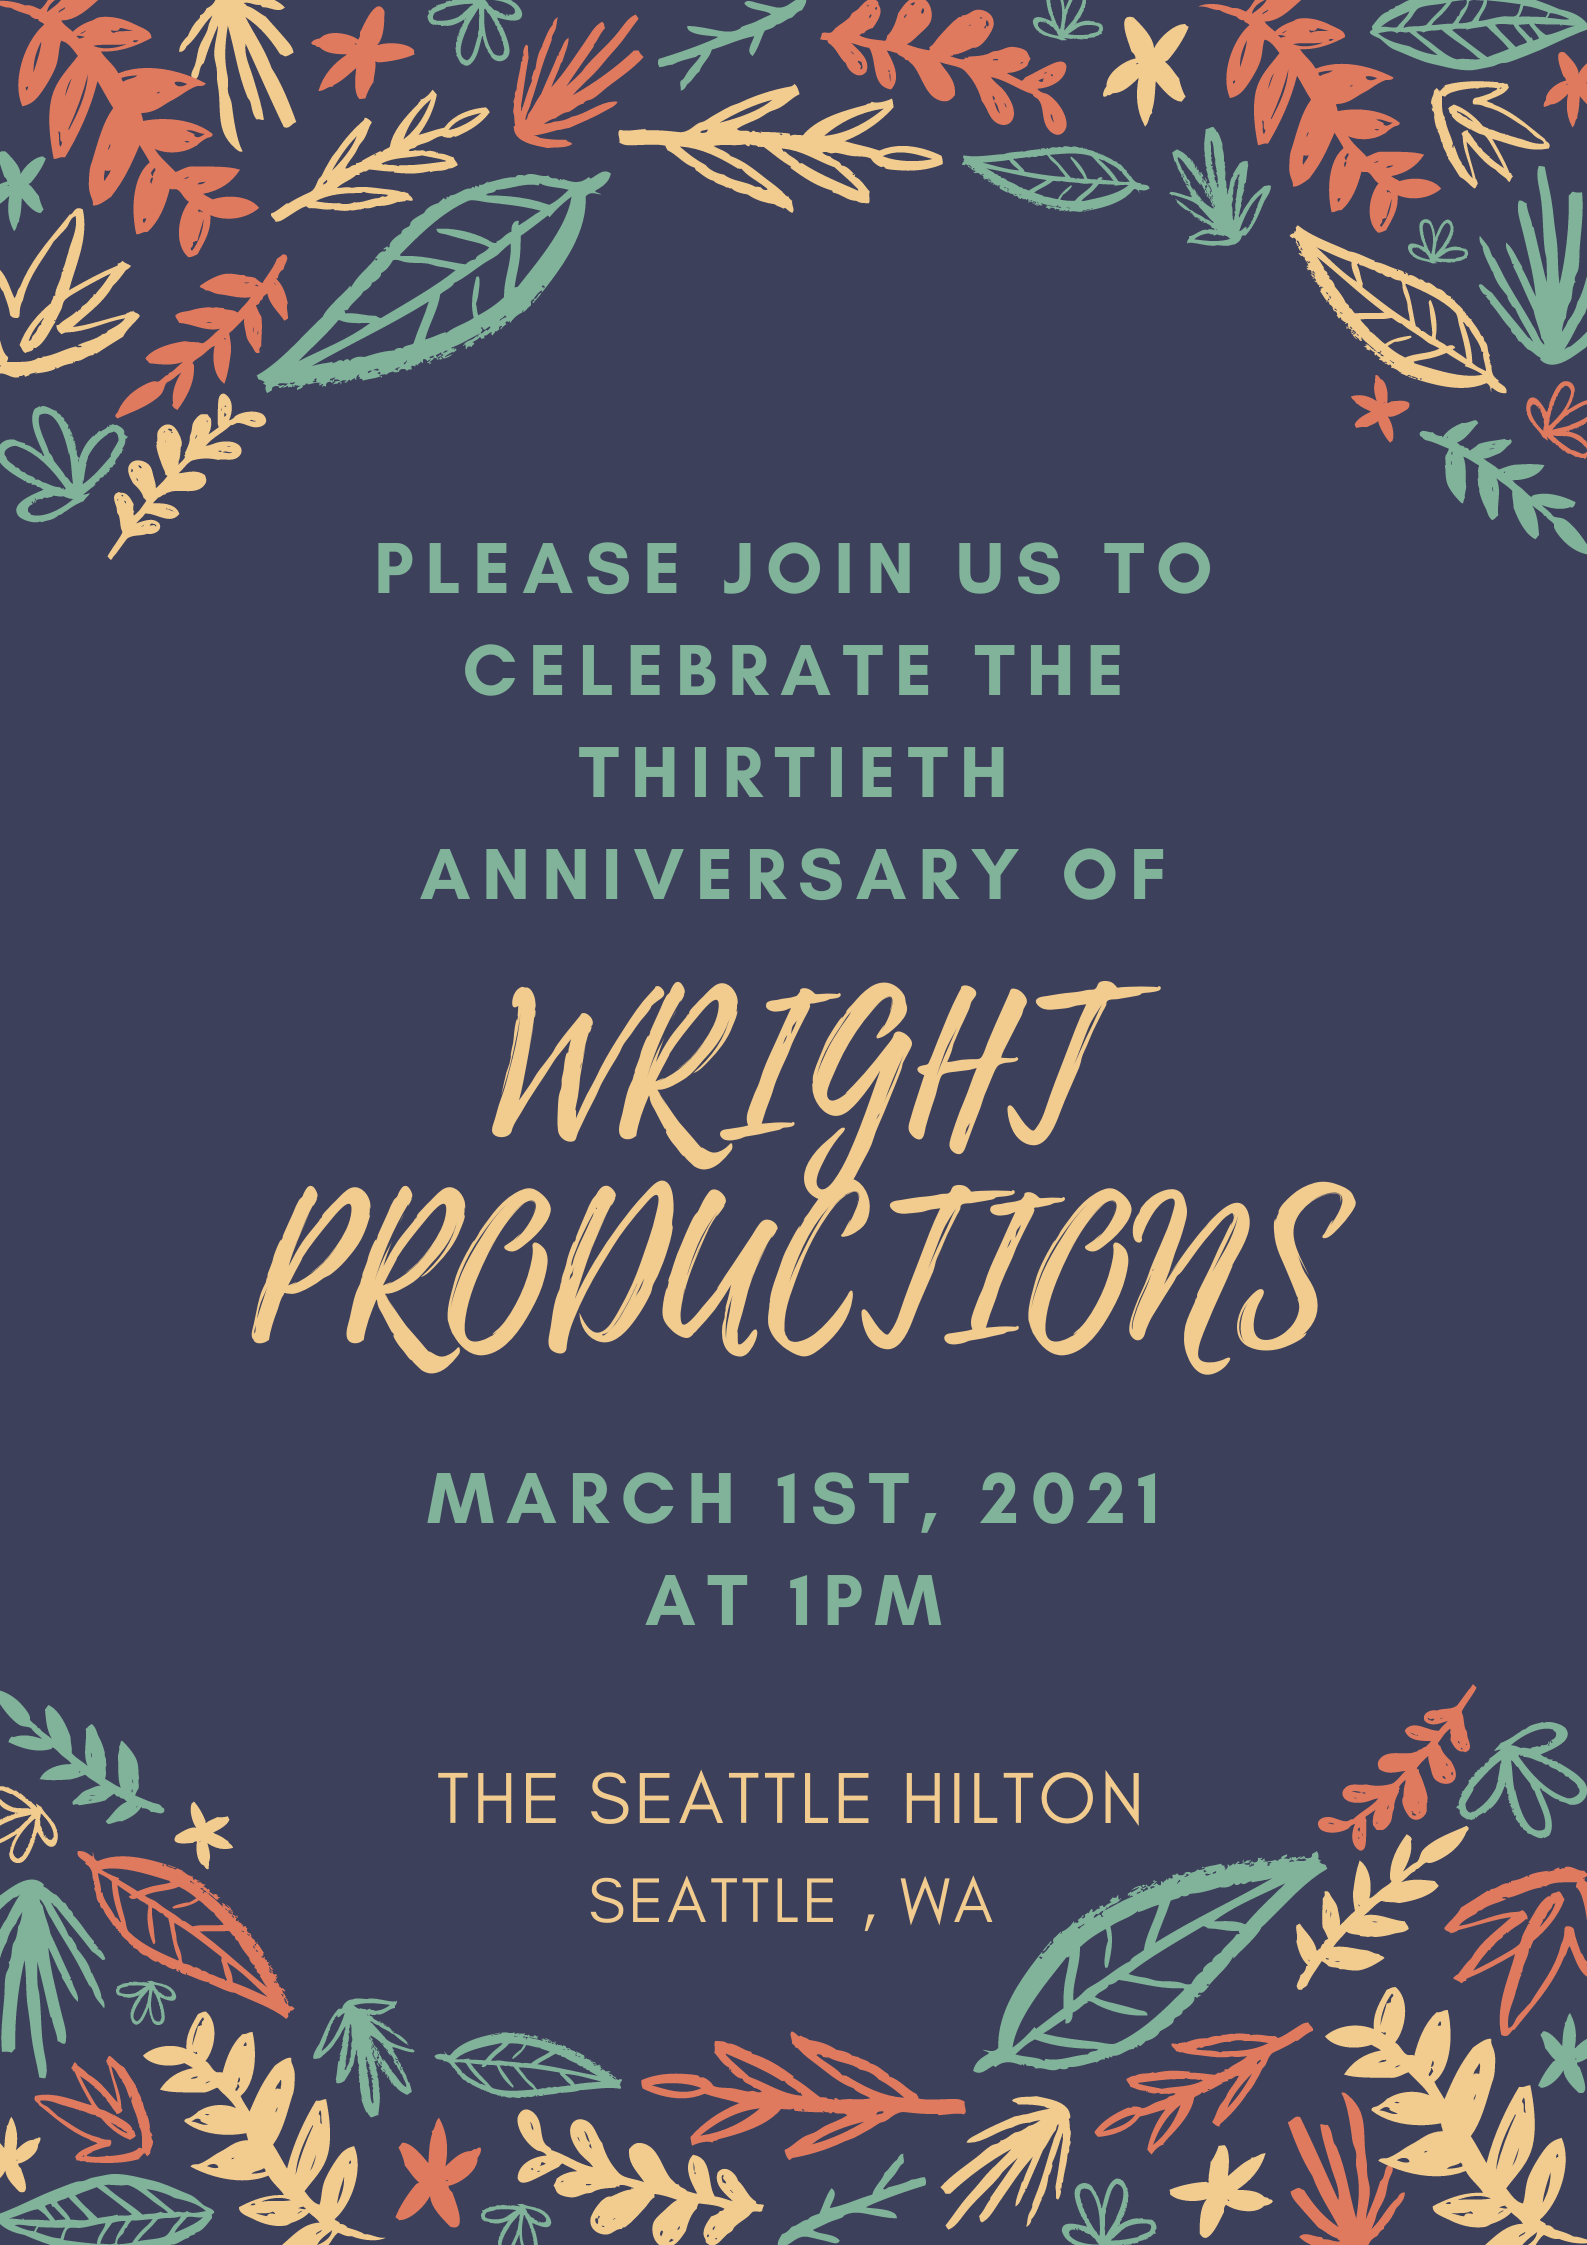 PLEASE JOIN US TO
CELEBRATE THE
THIRTIETH
ANNIVERSARY OF
WRIGHT
PRODUCTIONS
MARCH 1ST, 2021
AT 1PM
THE SEATTLE HILTON
SEATTLE , WA